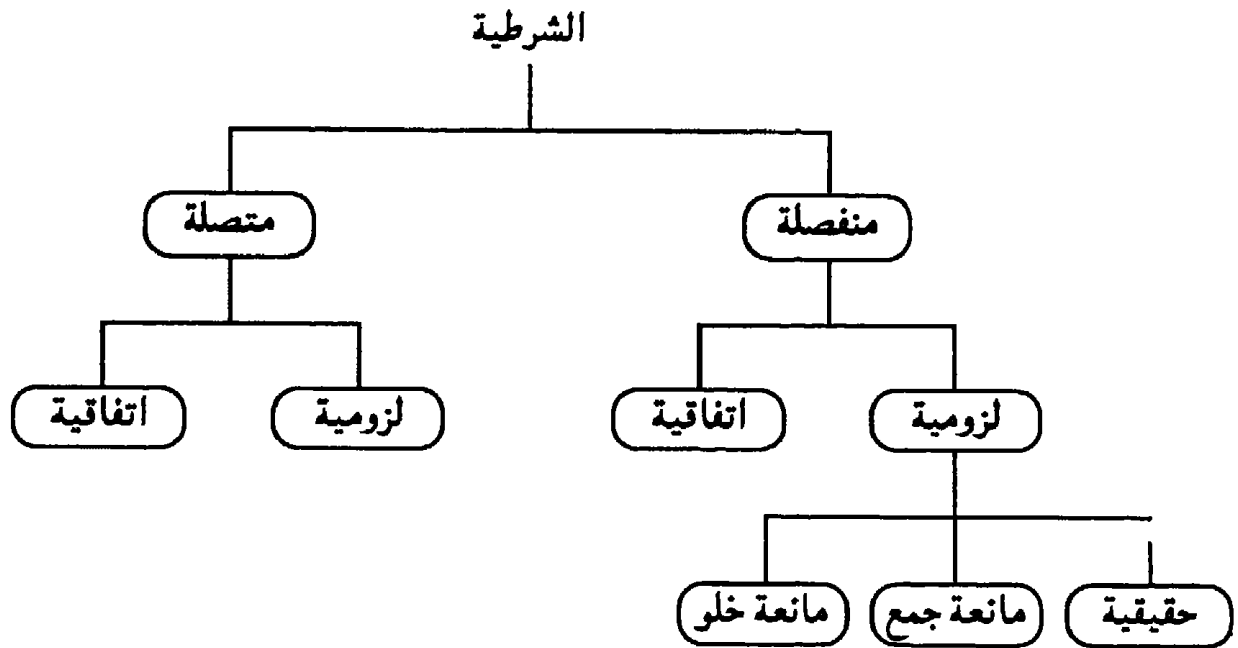 الشرطية
منفصلة
متصلة
لزومية
اتفاقية
لزومية
اتفاقية
حقيقية
مانعة جمع
مانعة خلو